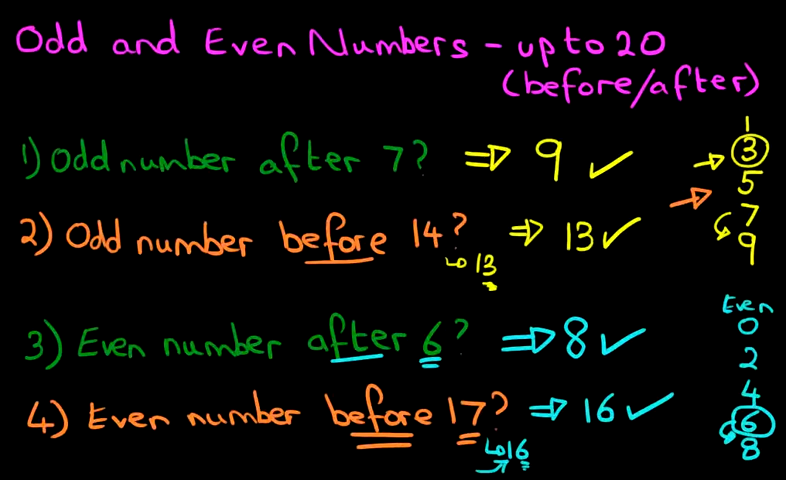 Odd and Even Numbers - up to 20
(before/after)
1) Odd number after 7? ⇒ 9 ✓
2) Odd number before 14? ⇒ 13 ✓
↳ 13
3) Even number after 6? ⇒ 8 ✓
4) Even number before 17? ⇒ 16 ✓
↳ 16
1
3
5
7
9
Even
0
2
4
6
8